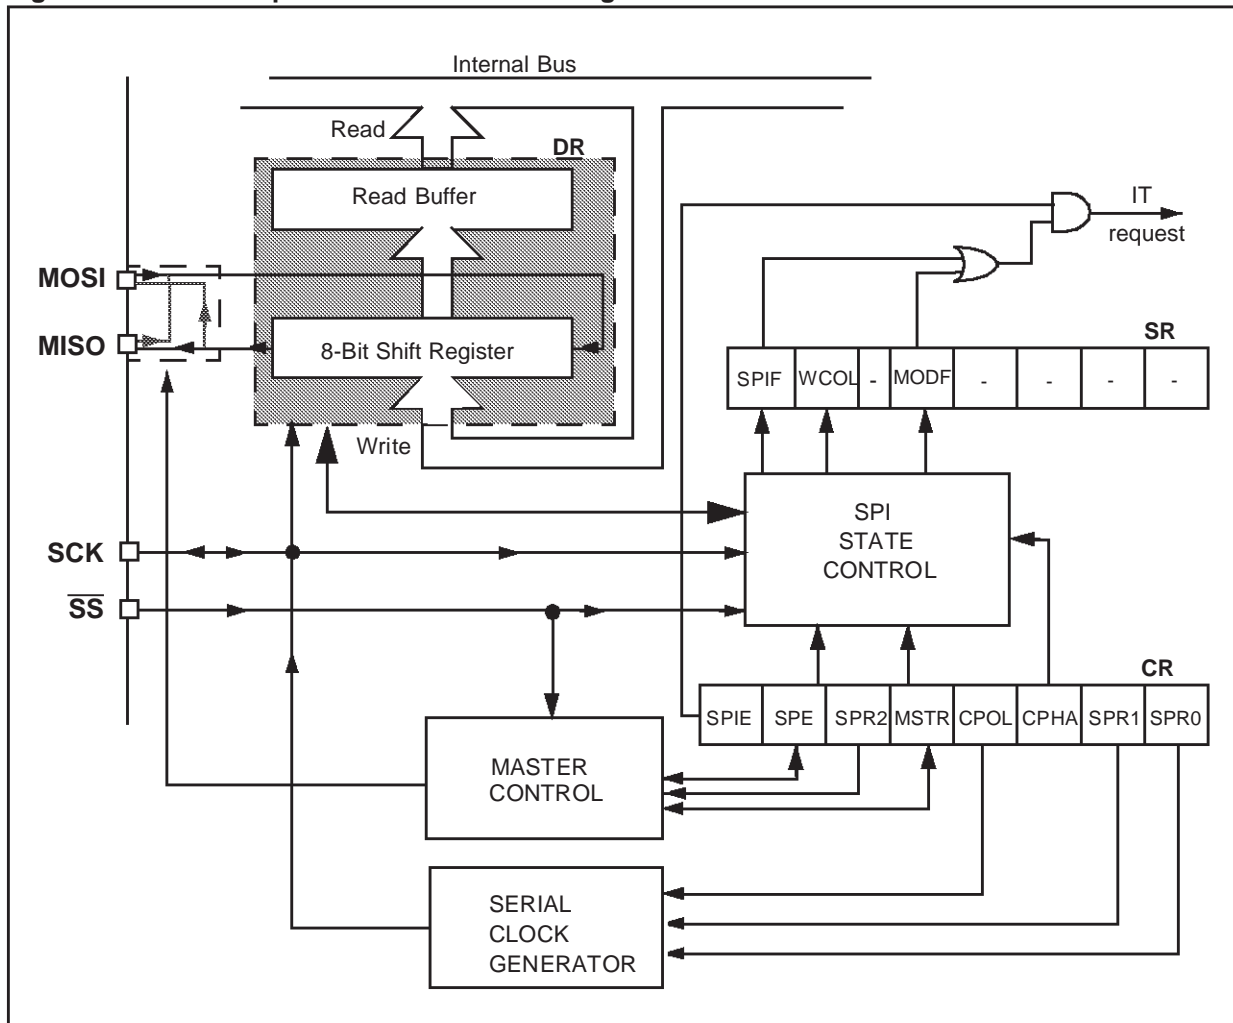 Internal Bus
Read
DR
Read Buffer
IT
request
MOSI
MISO
8-Bit Shift Register
SR
SPIF WCOL - MODF - - - -
Write
SPI
STATE
CONTROL
SCK
SS
CR
SPIE SPE SPR2 MSTR CPOL CPHA SPR1 SPR0
MASTER
CONTROL
SERIAL
CLOCK
GENERATOR